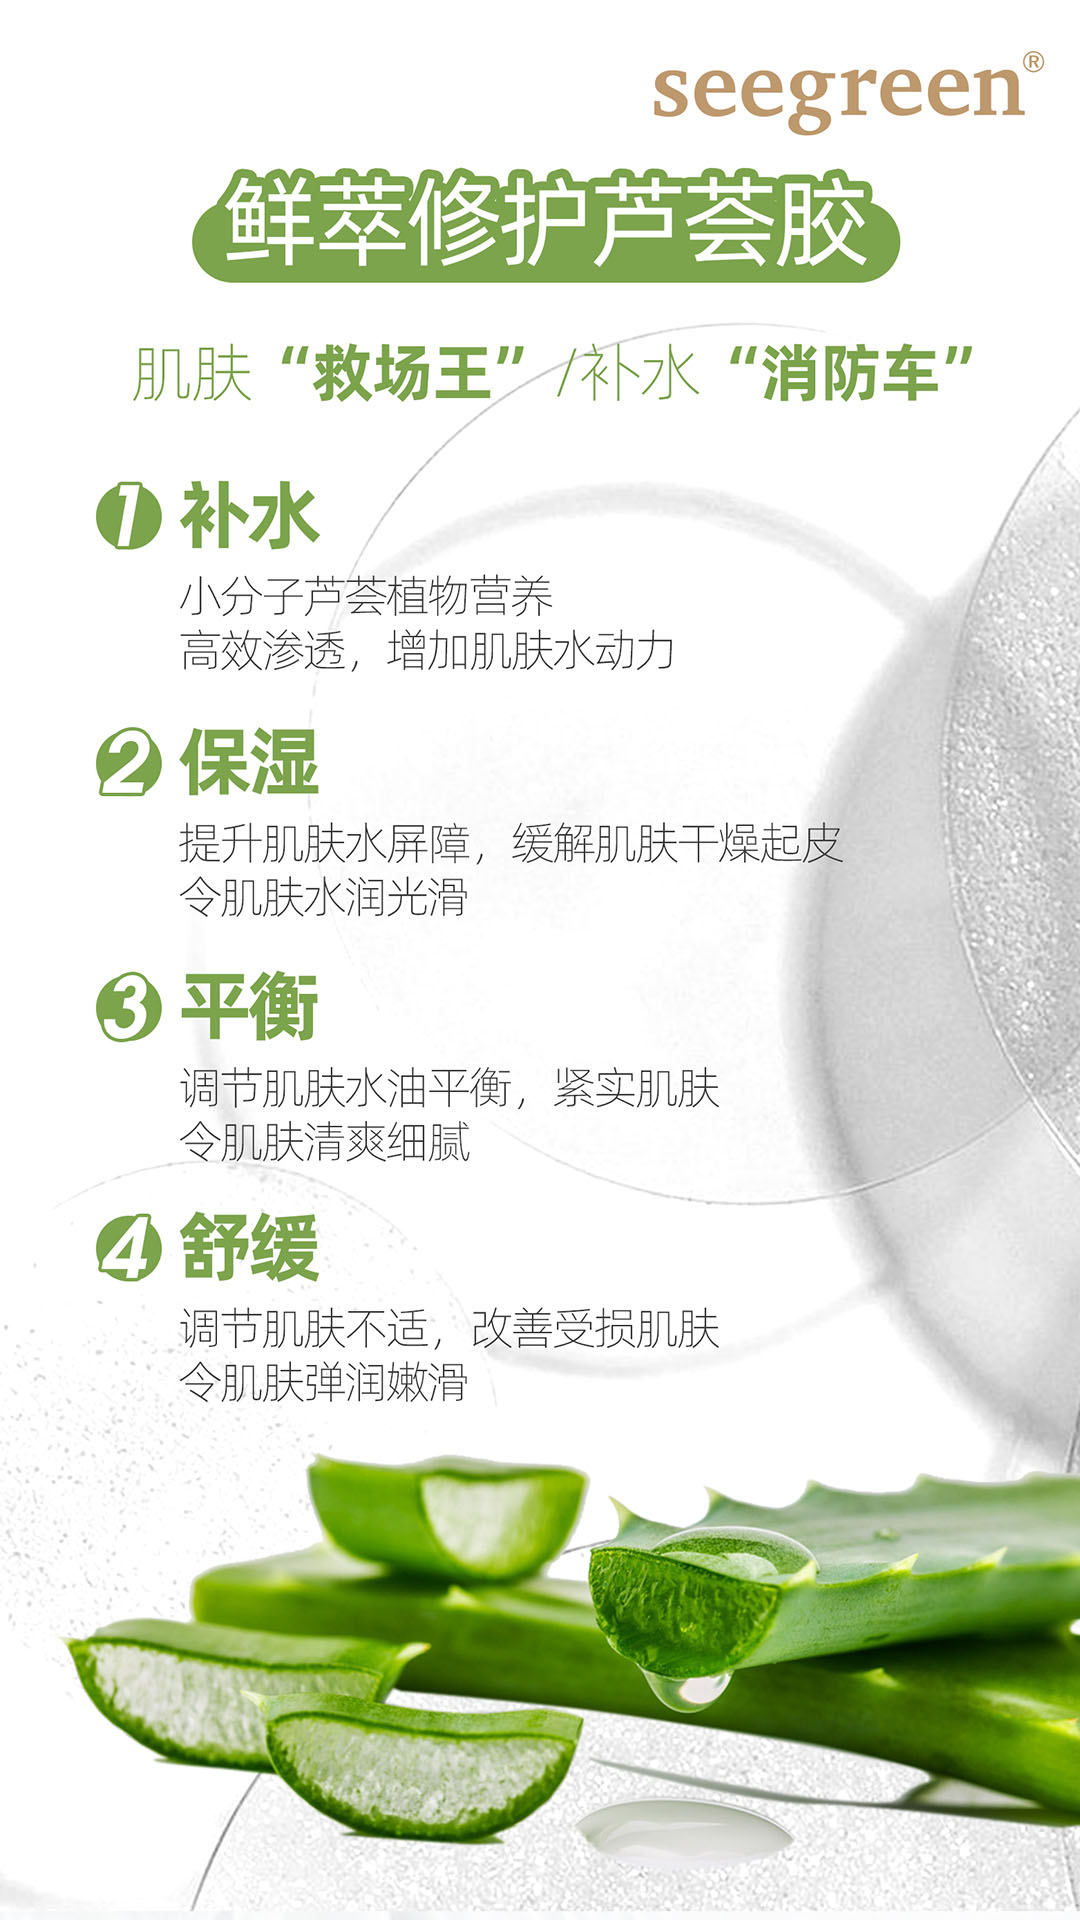 seegreen®
鲜萃修护芦荟胶
肌肤“救场王”/补水“消防车”
1 补水
小分子芦荟植物营养
高效渗透，增加肌肤水动力
2 保湿
提升肌肤水屏障，缓解肌肤干燥起皮
令肌肤水润光滑
3 平衡
调节肌肤水油平衡，紧实肌肤
令肌肤清爽细腻
4 舒缓
调节肌肤不适，改善受损肌肤
令肌肤弹润嫩滑